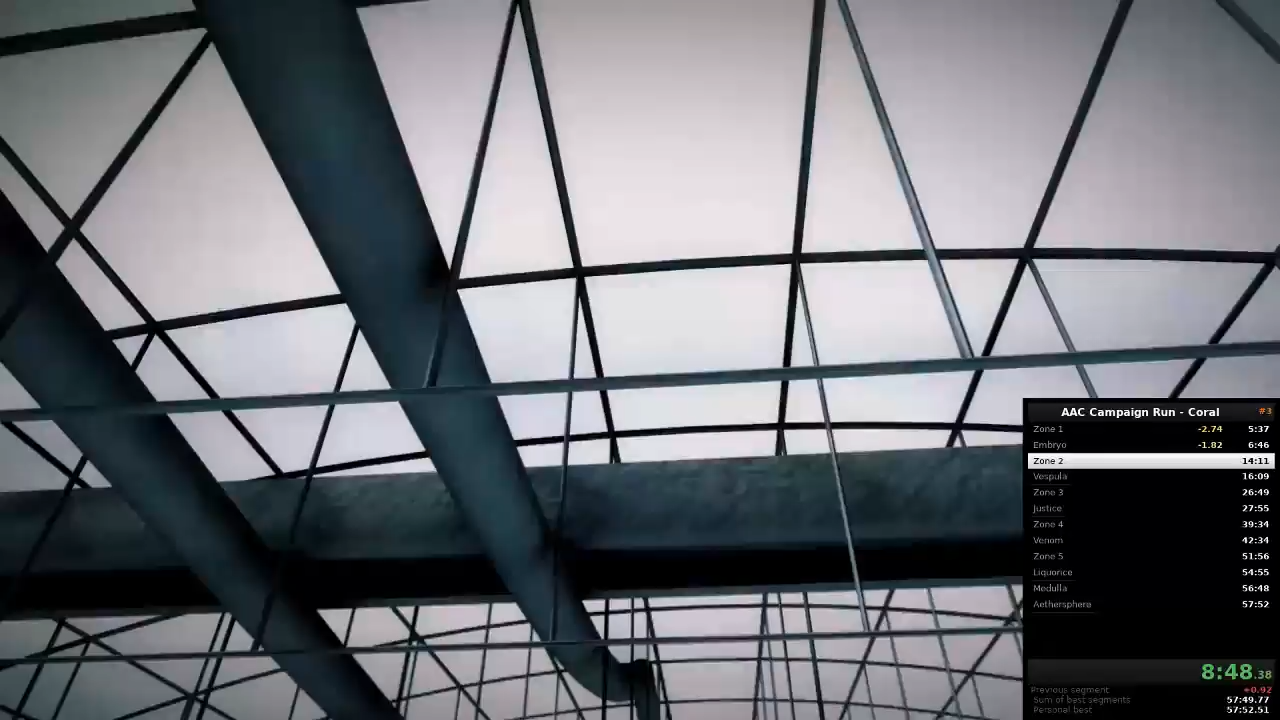 AAC Campaign Run - Coral #3
Zone 1 -2.74 5:37
Embryo -1.82 6:46
Zone 2 14:11
Vespula 16:09
Zone 3 26:49
Justice 27:55
Zone 4 39:34
Venom 42:34
Zone 5 51:56
Liquorice 54:55
Medulla 56:48
Aethersphere 57:52
8:48.38
Previous segment +0.92
Sum of best segments 57:49.77
Personal best 57:52.51